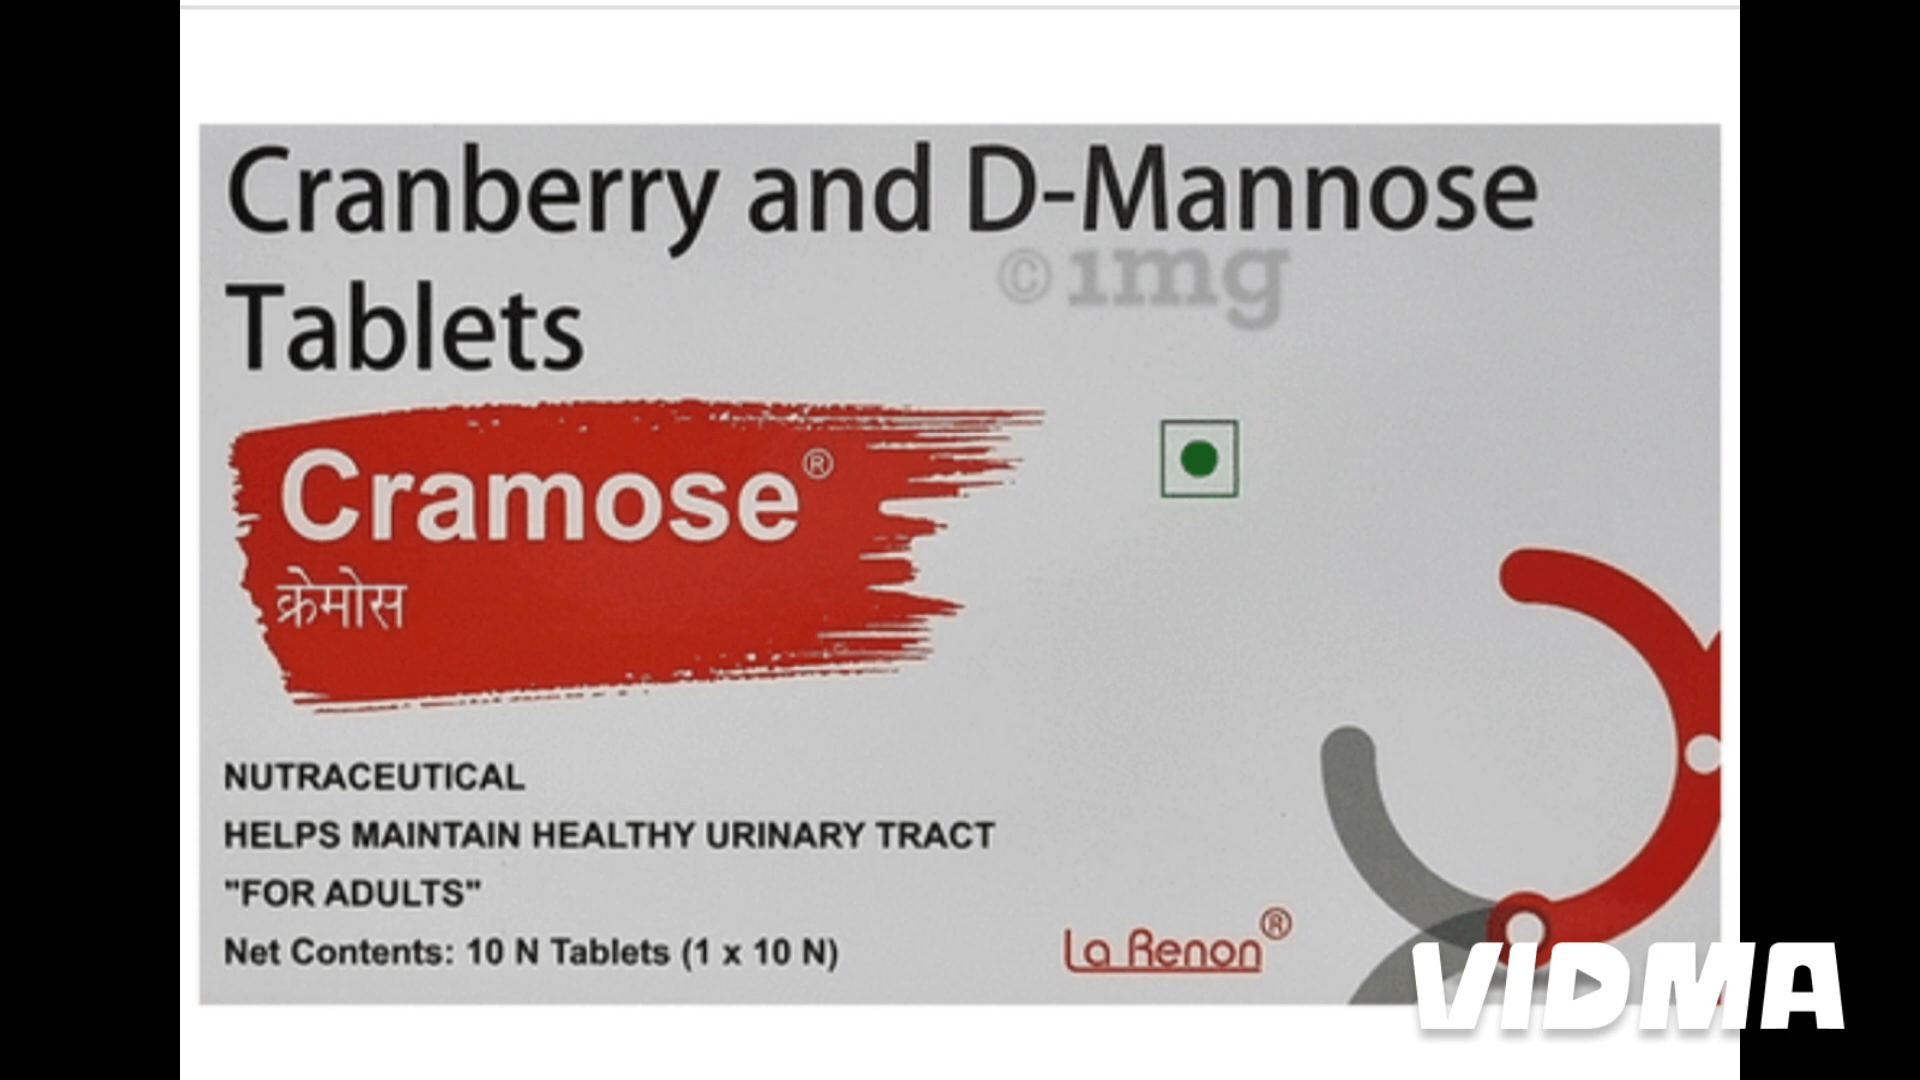 Cranberry and D-Mannose
Tablets
©1mg
Cramose®
क्रेमोस
NUTRACEUTICAL
HELPS MAINTAIN HEALTHY URINARY TRACT
"FOR ADULTS"
Net Contents: 10 N Tablets (1 x 10 N)
La Renon®
VIDMA